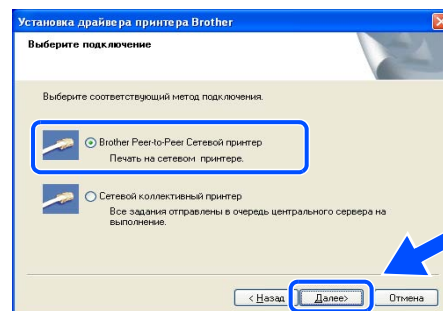 Установка драйвера принтера Brother
Выберите подключение
Выберите соответствующий метод подключения.
Brother Peer-to-Peer Сетевой принтер
Печать на сетевом принтере.
Сетевой коллективный принтер
Все задания отправлены в очередь центрального сервера на
выполнение.
< Назад Далее> Отмена